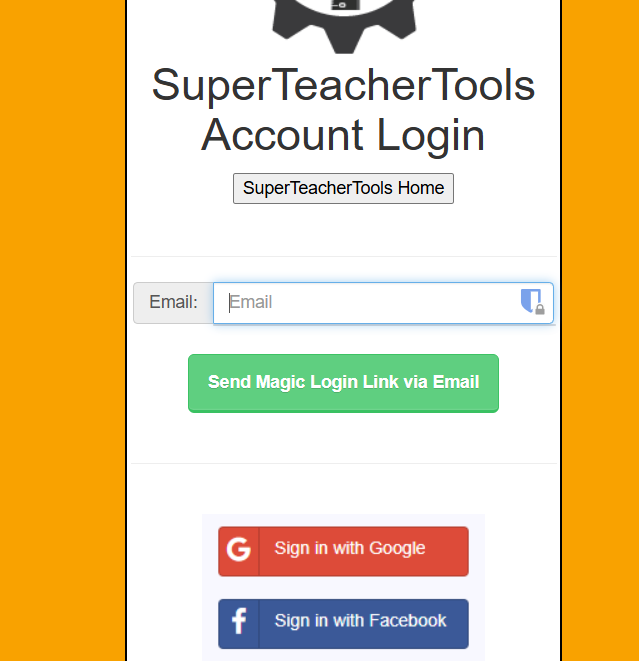 SuperTeacherTools
Account Login
SuperTeacherTools Home
Email: Email
Send Magic Login Link via Email
G Sign in with Google
f Sign in with Facebook